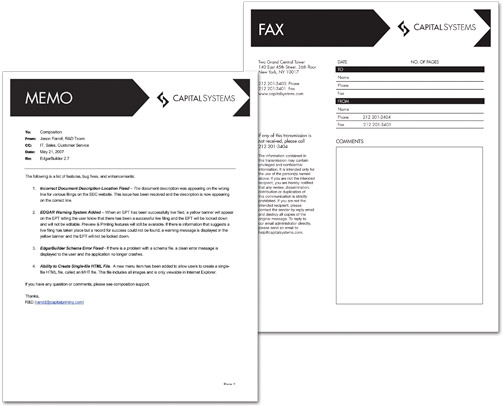 MEMO
CAPITALSYSTEMS
To: Composition
From: Jason Farrell, R&D Team
CC: IT, Sales, Customer Service
Date: May 21, 2007
Re: EdgarBuilder 2.7
The following is a list of features, bug fixes, and enhancements:
1. Incorrect Document Description-Location Fixed - The document description was appearing on the wrong
line for various filings on the SEC website. This issue has been resolved and the description is now appearing
on the correct line.
2. EDGAR Warning System Added – When an EPT has been successfully live filed, a yellow banner will appear
on the EPT letting the user know that there has been a successful live filing and the EPT will be locked down
and will not be editable. Preview & Printing features will still be available. If there is information that suggests a
live filing has taken place but a record for success could not be found, a warning message is displayed in the
yellow banner and the EPT will not be locked down.
3. EdgarBuilder Schema Error Fixed - If there is a problem with a schema file, a clean error message is
displayed to the user and the application no longer crashes.
4. Ability to Create Single-file HTML File - A new menu item has been added to allow users to create a single-
file HTML file, called an MHT file. This file includes all images and is only viewable in Internet Explorer.
If you have any question or comments, please see composition support.
Thanks,
FAX
CAPITALSYSTEMS
Two Grand Central Tower
140 East 45th Street, 36th Floor
New York, NY 10017
212 201-3405 Phone
212 201-3401 Fax
www.capitalsystems.com
If any of this transmission is
not received, please call
212 201-3404
The information contained in
this transmission may contain
privileged and confidential
information. It is intended only for
the use of the person(s) named
above. If you are not the intended
recipient, you are hereby notified
that any review, dissemination,
distribution or duplication of
this communication is strictly
prohibited. If you are not the
intended recipient, please
contact the sender by reply email
and destroy all copies of the
original message. To reply to
our email administrator directly,
please send an email to
help@capitalsystems.com.
DATE NO. OF PAGES
TO
Name
Phone
Fax
FROM
Name
Phone 212 201-3404
Fax 212 201-3401
COMMENTS